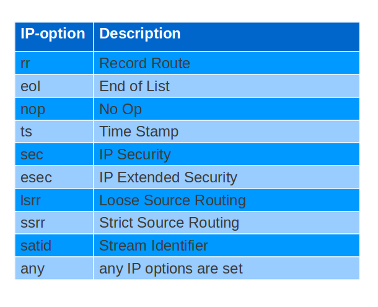 IP-option Description
rr Record Route
eol End of List
nop No Op
ts Time Stamp
sec IP Security
esec IP Extended Security
lsrr Loose Source Routing
ssrr Strict Source Routing
satid Stream Identifier
any any IP options are set